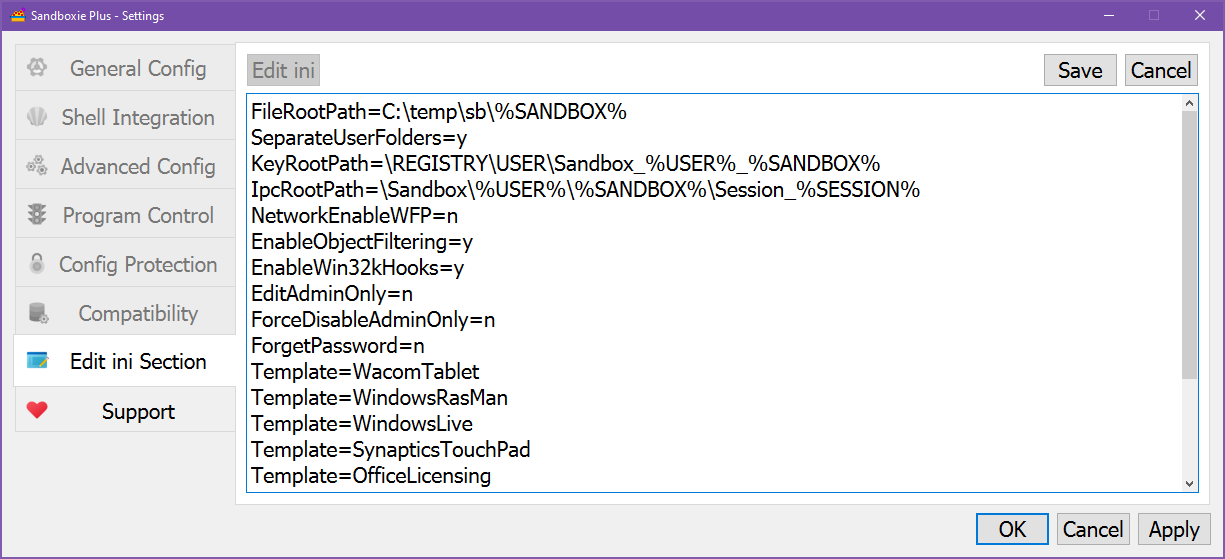 Sandboxie Plus - Settings
General Config
Shell Integration
Advanced Config
Program Control
Config Protection
Compatibility
Edit ini Section
Support
Edit ini
Save
Cancel
FileRootPath=C:\temp\sb\%SANDBOX%
SeparateUserFolders=y
KeyRootPath=\REGISTRY\USER\Sandbox_%USER%_%SANDBOX%
IpcRootPath=\Sandbox\%USER%\%SANDBOX%\Session_%SESSION%
NetworkEnableWFP=n
EnableObjectFiltering=y
EnableWin32kHooks=y
EditAdminOnly=n
ForceDisableAdminOnly=n
ForgetPassword=n
Template=WacomTablet
Template=WindowsRasMan
Template=WindowsLive
Template=SynapticsTouchPad
Template=OfficeLicensing
OK
Cancel
Apply